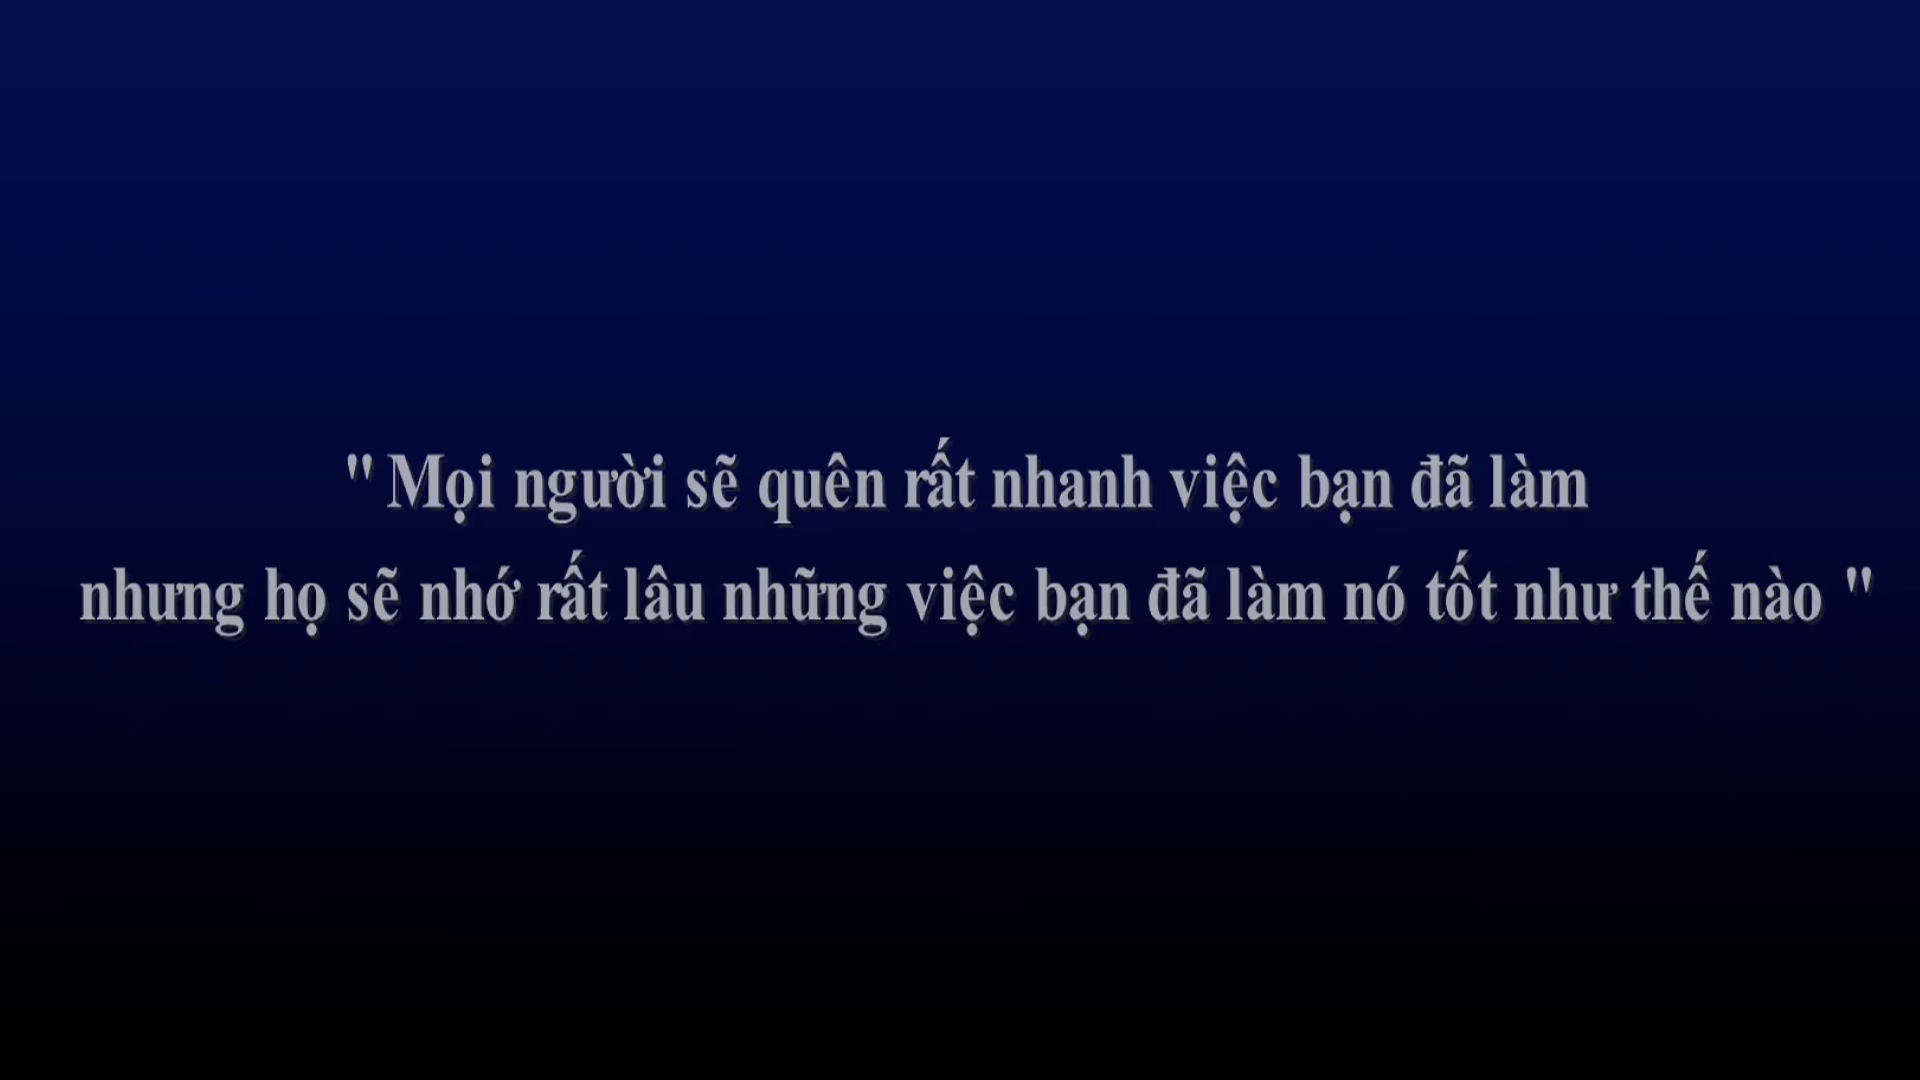 " Mọi người sẽ quên rất nhanh việc bạn đã làm
nhưng họ sẽ nhớ rất lâu những việc bạn đã làm nó tốt như thế nào "